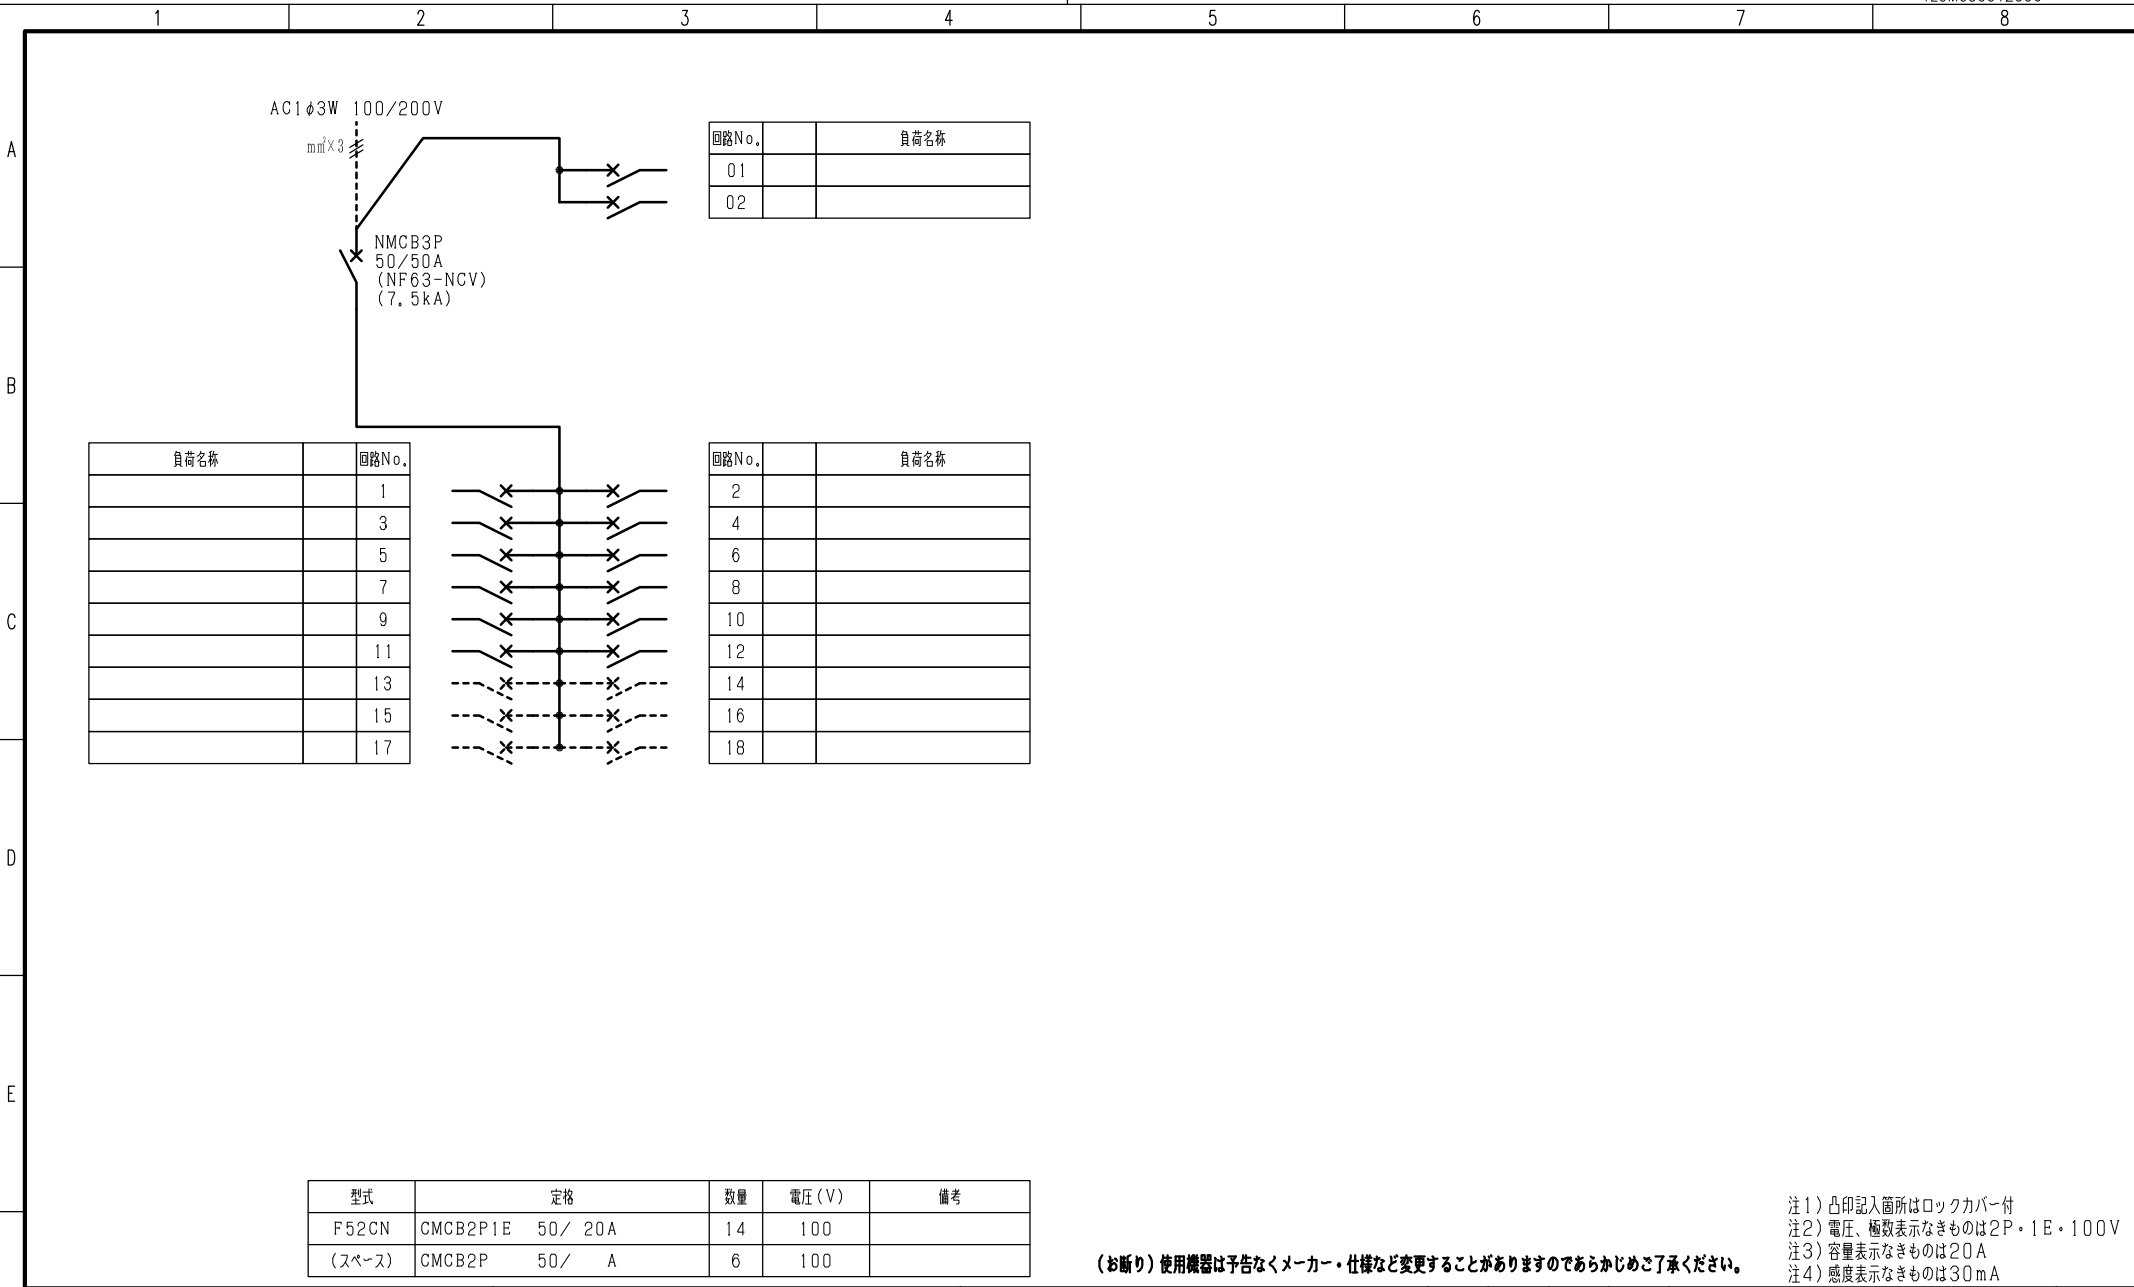 1 2 3 4 5 6 7 8
A
B
C
D
E
AC1φ3W 100/200V
m㎡×3
NMCB3P
50/50A
(NF63-NCV)
(7.5kA)
回路No. 負荷名称
01
02
負荷名称 回路No.
1
3
5
7
9
11
13
15
17
回路No. 負荷名称
2
4
6
8
10
12
14
16
18
型式 定格 数量 電圧(V) 備考
F52CN CMCB2P1E 50/ 20A 14 100
(スペース) CMCB2P 50/ A 6 100
(お断り)使用機器は予告なくメーカー・仕様など変更することがありますのであらかじめご了承ください。
注1)凸印記入箇所はロックカバー付
注2)電圧、極数表示なきものは2P・1E・100V
注3)容量表示なきものは20A
注4)感度表示なきものは30mA